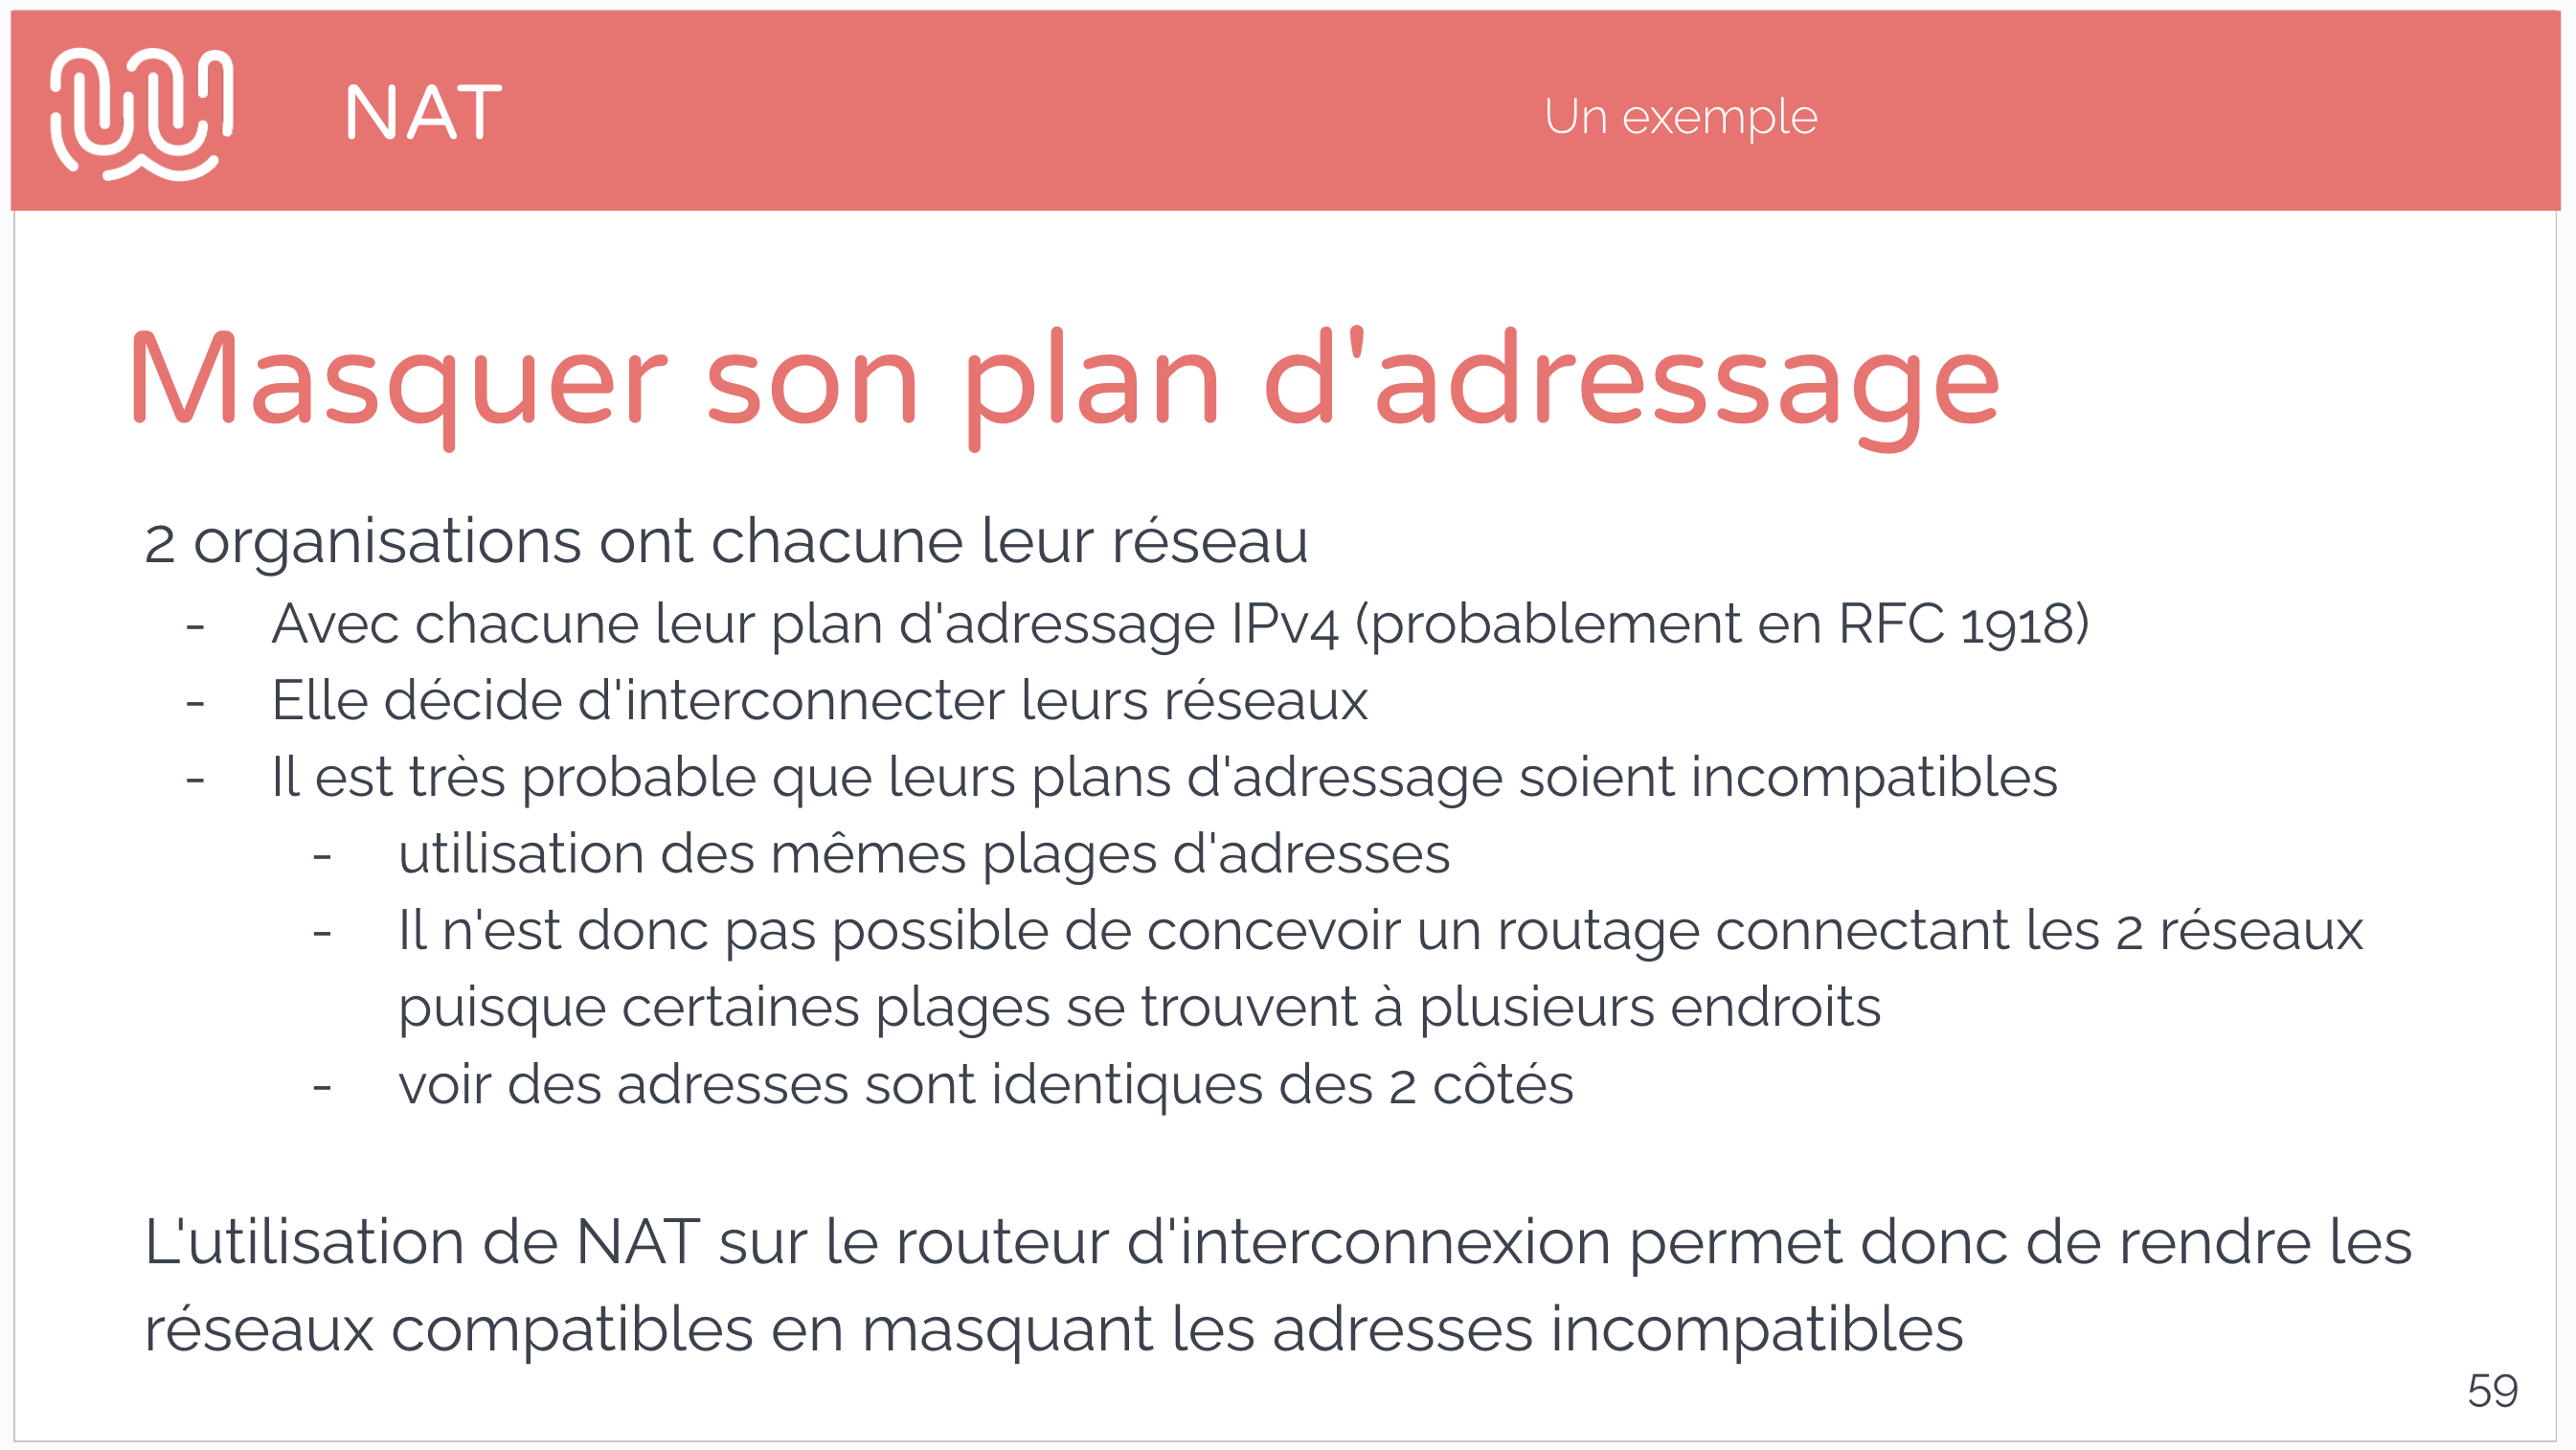 NAT
Un exemple
Masquer son plan d'adressage
2 organisations ont chacune leur réseau
- Avec chacune leur plan d'adressage IPv4 (probablement en RFC 1918)
- Elle décide d'interconnecter leurs réseaux
- Il est très probable que leurs plans d'adressage soient incompatibles
- utilisation des mêmes plages d'adresses
- Il n'est donc pas possible de concevoir un routage connectant les 2 réseaux
puisque certaines plages se trouvent à plusieurs endroits
- voir des adresses sont identiques des 2 côtés
L'utilisation de NAT sur le routeur d'interconnexion permet donc de rendre les
réseaux compatibles en masquant les adresses incompatibles
59